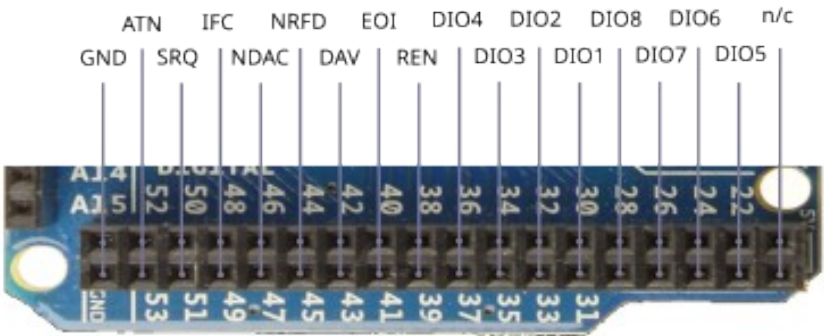 ATN IFC NRFD EOI DIO4 DIO2 DIO8 DIO6 n/c
GND SRQ NDAC DAV REN DIO3 DIO1 DIO7 DIO5
A14 DIGITAL
A15 52 50 48 46 44 42 40 38 36 34 32 30 28 26 24 22 5V
GND 53 51 49 47 45 43 41 39 37 35 33 31